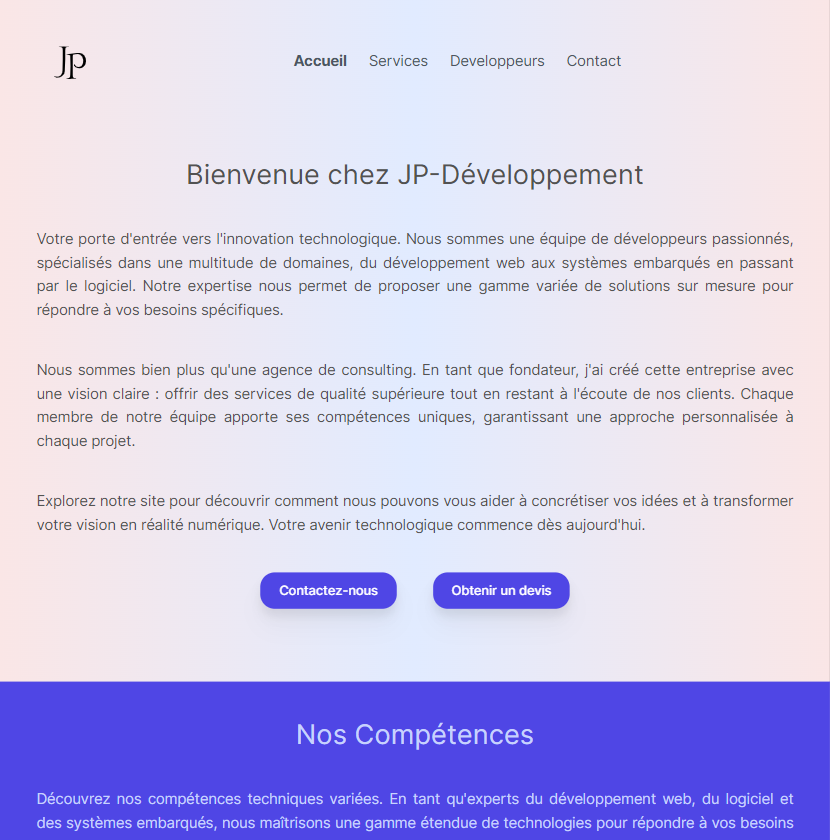 Jp
Accueil Services Developpeurs Contact
Bienvenue chez JP-Développement
Votre porte d'entrée vers l'innovation technologique. Nous sommes une équipe de développeurs passionnés,
spécialisés dans une multitude de domaines, du développement web aux systèmes embarqués en passant
par le logiciel. Notre expertise nous permet de proposer une gamme variée de solutions sur mesure pour
répondre à vos besoins spécifiques.
Nous sommes bien plus qu'une agence de consulting. En tant que fondateur, j'ai créé cette entreprise avec
une vision claire : offrir des services de qualité supérieure tout en restant à l'écoute de nos clients. Chaque
membre de notre équipe apporte ses compétences uniques, garantissant une approche personnalisée à
chaque projet.
Explorez notre site pour découvrir comment nous pouvons vous aider à concrétiser vos idées et à transformer
votre vision en réalité numérique. Votre avenir technologique commence dès aujourd'hui.
Contactez-nous Obtenir un devis
Nos Compétences
Découvrez nos compétences techniques variées. En tant qu'experts du développement web, du logiciel et
des systèmes embarqués, nous maîtrisons une gamme étendue de technologies pour répondre à vos besoins